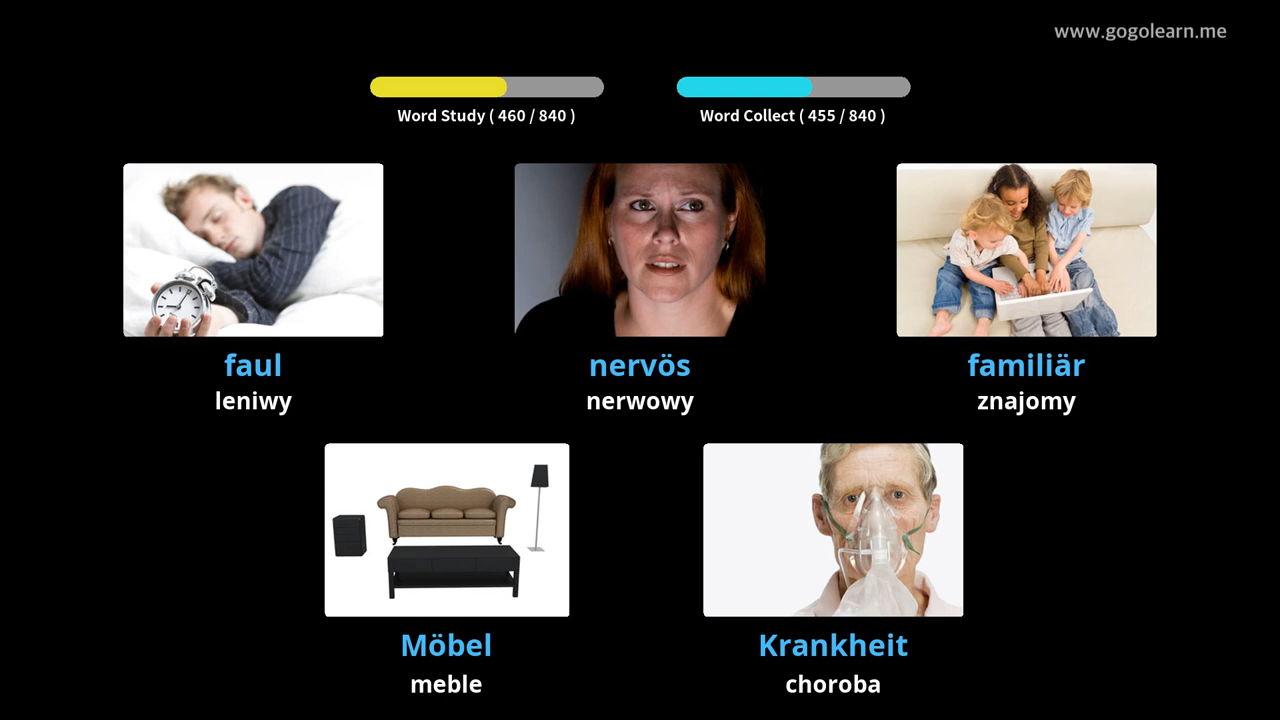 www.gogolearn.me
Word Study ( 460 / 840 )
Word Collect ( 455 / 840 )
faul
leniwy
nervös
nerwowy
familiär
znajomy
Möbel
meble
Krankheit
choroba